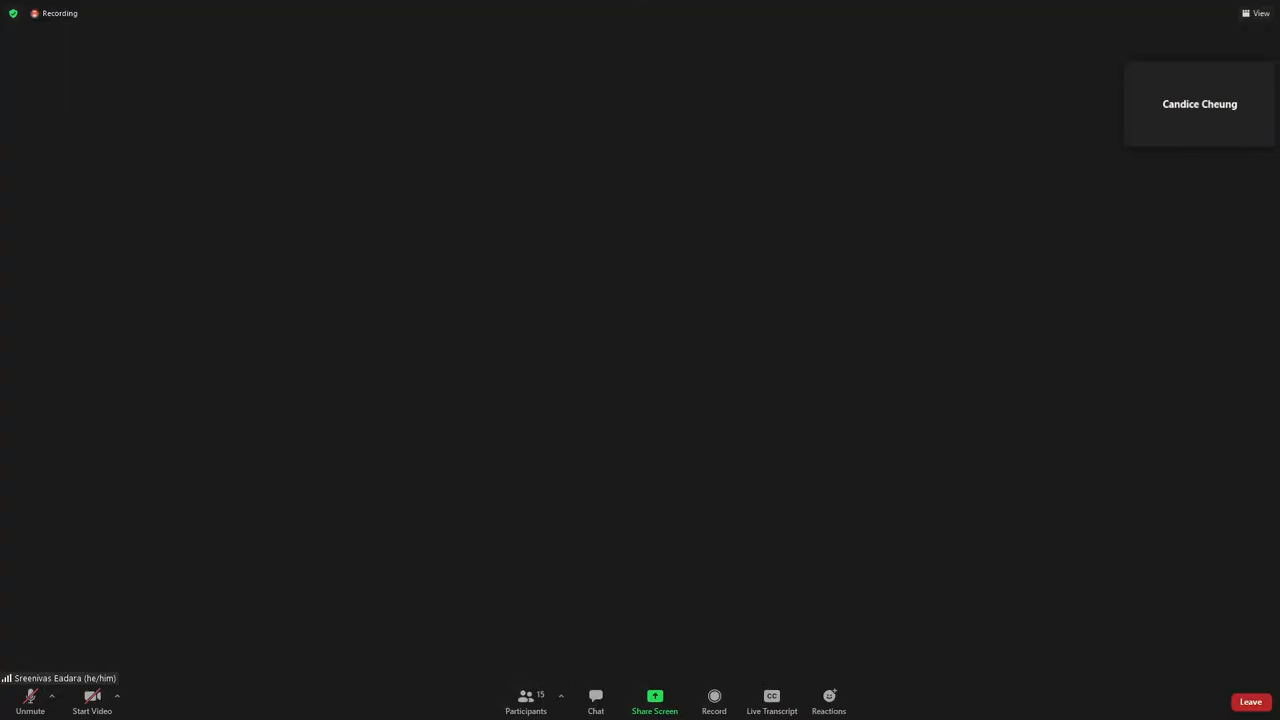 Recording
View
Candice Cheung
Sreenivas Eadara (he/him)
Unmute
Start Video
15
Participants
Chat
Share Screen
Record
CC
Live Transcript
Reactions
Leave